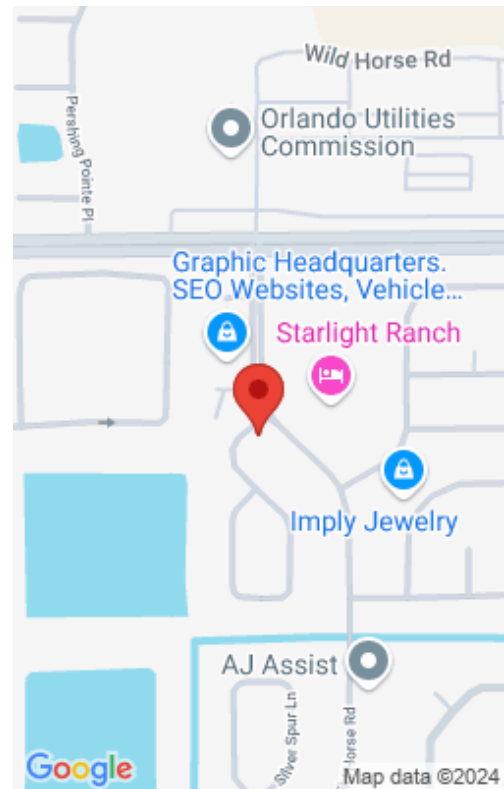 Wild Horse Rd
Orlando Utilities
Commission
Pershing Pointe Pl
Graphic Headquarters.
SEO Websites, Vehicle...
Starlight Ranch
Imply Jewelry
AJ Assist
Silver Spur Ln
Horse Rd
Google
Map data ©2024